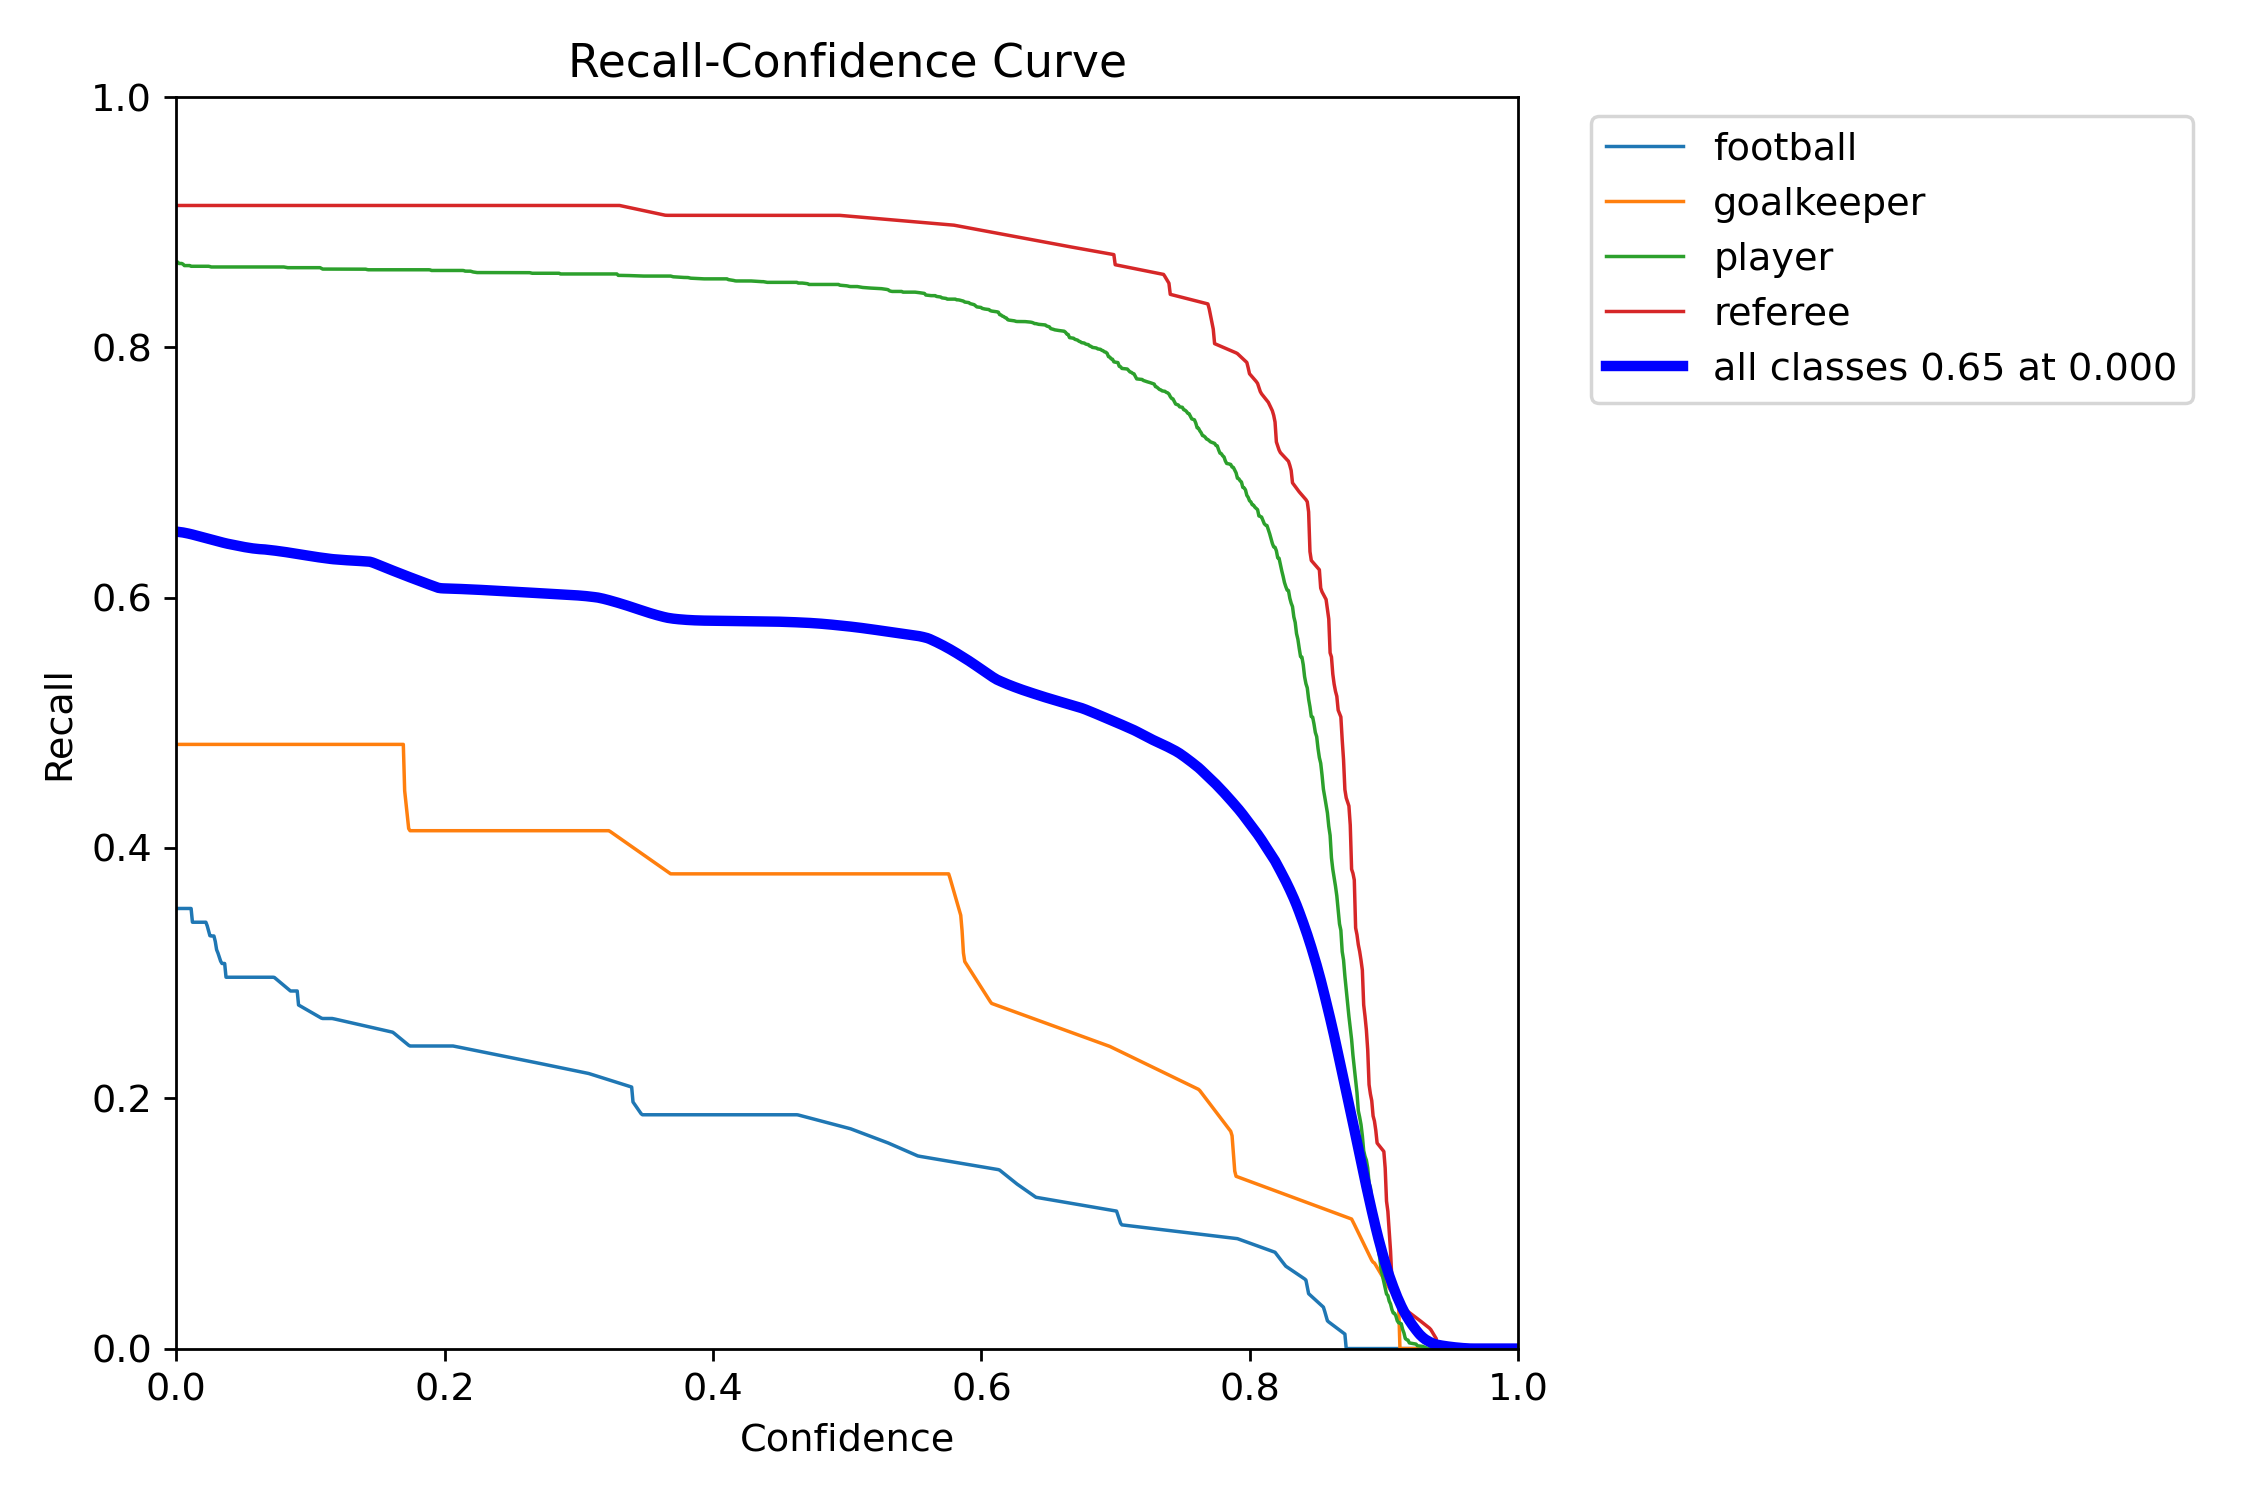 Recall-Confidence Curve
1.0
0.8
0.6
0.4
0.2
0.0
Recall
0.0 0.2 0.4 0.6 0.8 1.0
Confidence
football
goalkeeper
player
referee
all classes 0.65 at 0.000